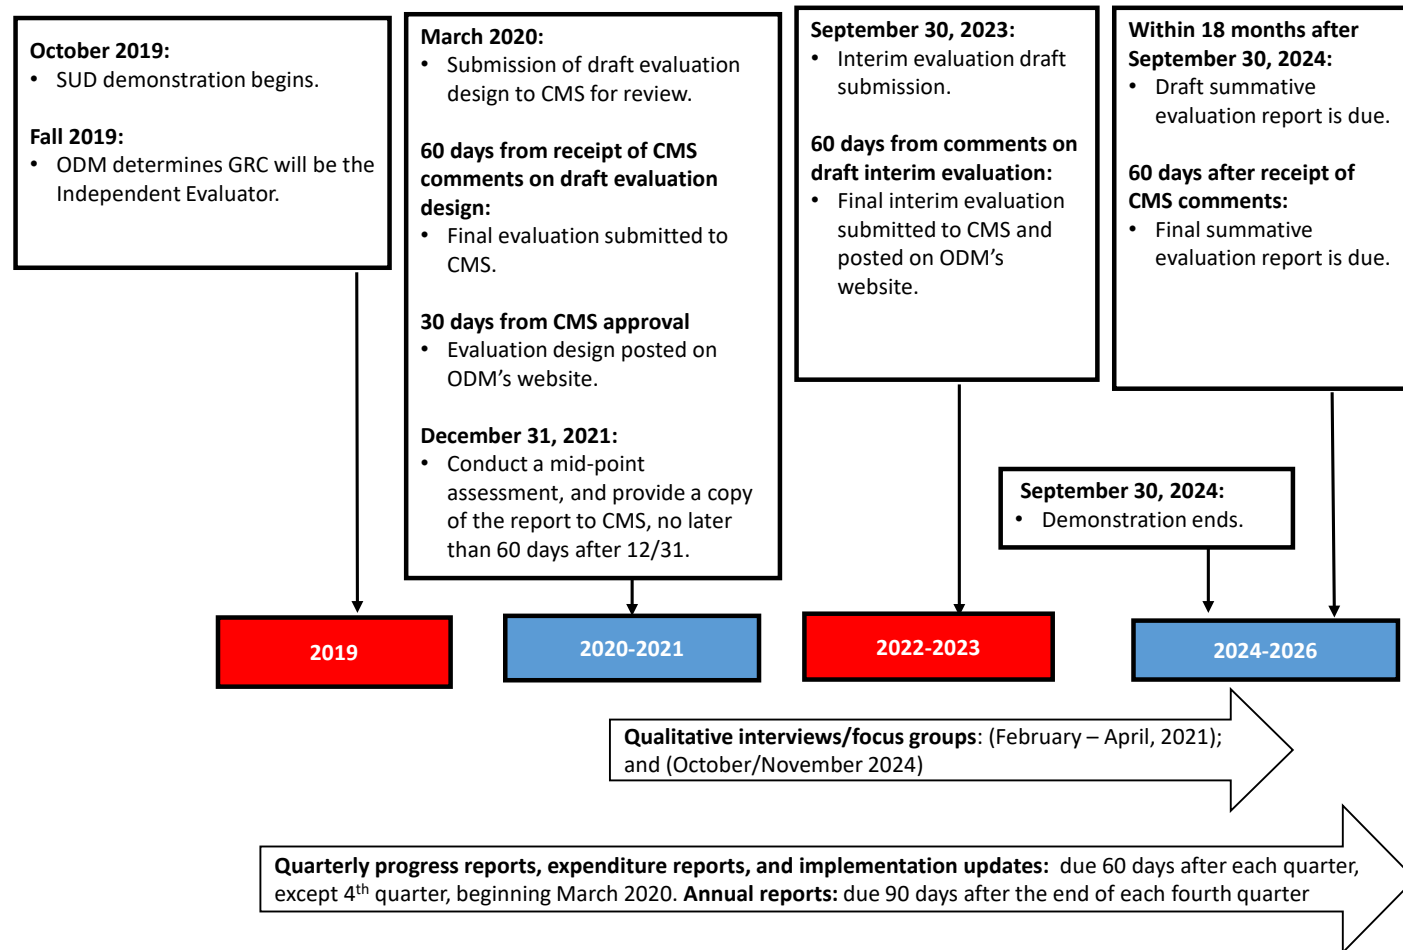 October 2019:
• SUD demonstration begins.
Fall 2019:
• ODM determines GRC will be the
Independent Evaluator.
March 2020:
• Submission of draft evaluation
design to CMS for review.
60 days from receipt of CMS
comments on draft evaluation
design:
• Final evaluation submitted to
CMS.
30 days from CMS approval
• Evaluation design posted on
ODM’s website.
December 31, 2021:
• Conduct a mid-point
assessment, and provide a copy
of the report to CMS, no later
than 60 days after 12/31.
September 30, 2023:
• Interim evaluation draft
submission.
60 days from comments on
draft interim evaluation:
• Final interim evaluation
submitted to CMS and
posted on ODM’s
website.
Within 18 months after
September 30, 2024:
• Draft summative
evaluation report is due.
60 days after receipt of
CMS comments:
• Final summative
evaluation report is due.
September 30, 2024:
• Demonstration ends.
2019
2020-2021
2022-2023
2024-2026
Qualitative interviews/focus groups: (February – April, 2021);
and (October/November 2024)
Quarterly progress reports, expenditure reports, and implementation updates: due 60 days after each quarter,
except 4th quarter, beginning March 2020. Annual reports: due 90 days after the end of each fourth quarter